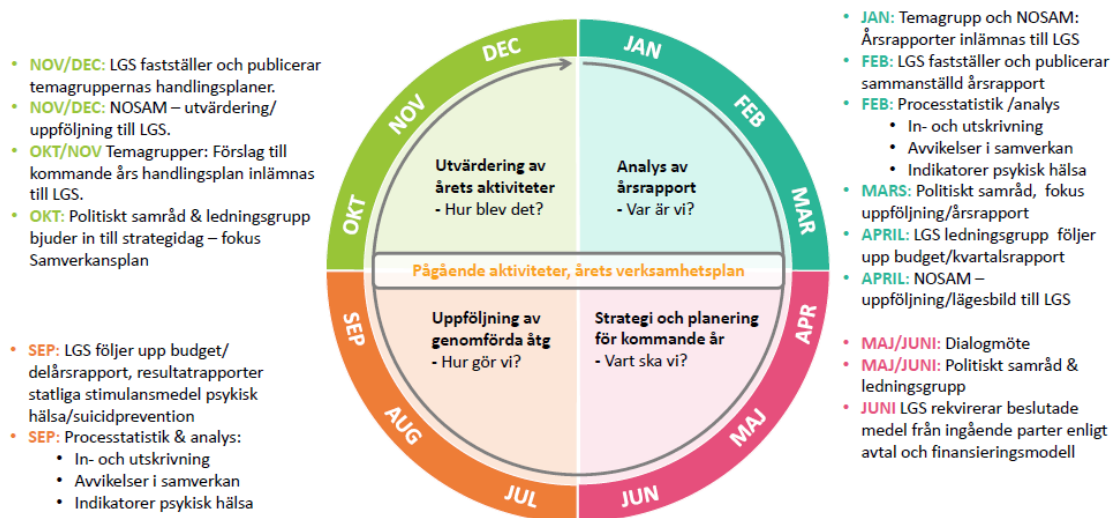 • NOV/DEC: LGS fastställer och publicerar
temagruppernas handlingsplaner.
• NOV/DEC: NOSAM – utvärdering/
uppföljning till LGS.
• OKT/NOV Temagrupper: Förslag till
kommande års handlingsplan inlämnas
till LGS.
• OKT: Politiskt samråd & ledningsgrupp
bjuder in till strategidag – fokus
Samverkansplan
• SEP: LGS följer upp budget/
delårsrapport, resultatrapporter
statliga stimulansmedel psykisk
hälsa/suicidprevention
• SEP: Processtatistik & analys:
• In- och utskrivning
• Avvikelser i samverkan
• Indikatorer psykisk hälsa
DEC
JAN
NOV
FEB
OKT
MAR
SEP
APR
AUG
MAJ
JUL
JUN
Utvärdering av
årets aktiviteter
- Hur blev det?
Analys av
årsrapport
- Var är vi?
Pågående aktiviteter, årets verksamhetsplan
Uppföljning av
genomförda åtg
- Hur gör vi?
Strategi och planering
för kommande år
- Vart ska vi?
• JAN: Temagrupp och NOSAM:
Årsrapporter inlämnas till LGS
• FEB: LGS fastställer och publicerar
sammanställd årsrapport
• FEB: Processtatistik /analys
• In- och utskrivning
• Avvikelser i samverkan
• Indikatorer psykisk hälsa
• MARS: Politiskt samråd, fokus
uppföljning/årsrapport
• APRIL: LGS ledningsgrupp följer
upp budget/kvartalsrapport
• APRIL: NOSAM –
uppföljning/lägesbild till LGS
• MAJ/JUNI: Dialogmöte
• MAJ/JUNI: Politiskt samråd &
ledningsgrupp
• JUNI LGS rekvirerar beslutade
medel från ingående parter enligt
avtal och finansieringsmodell